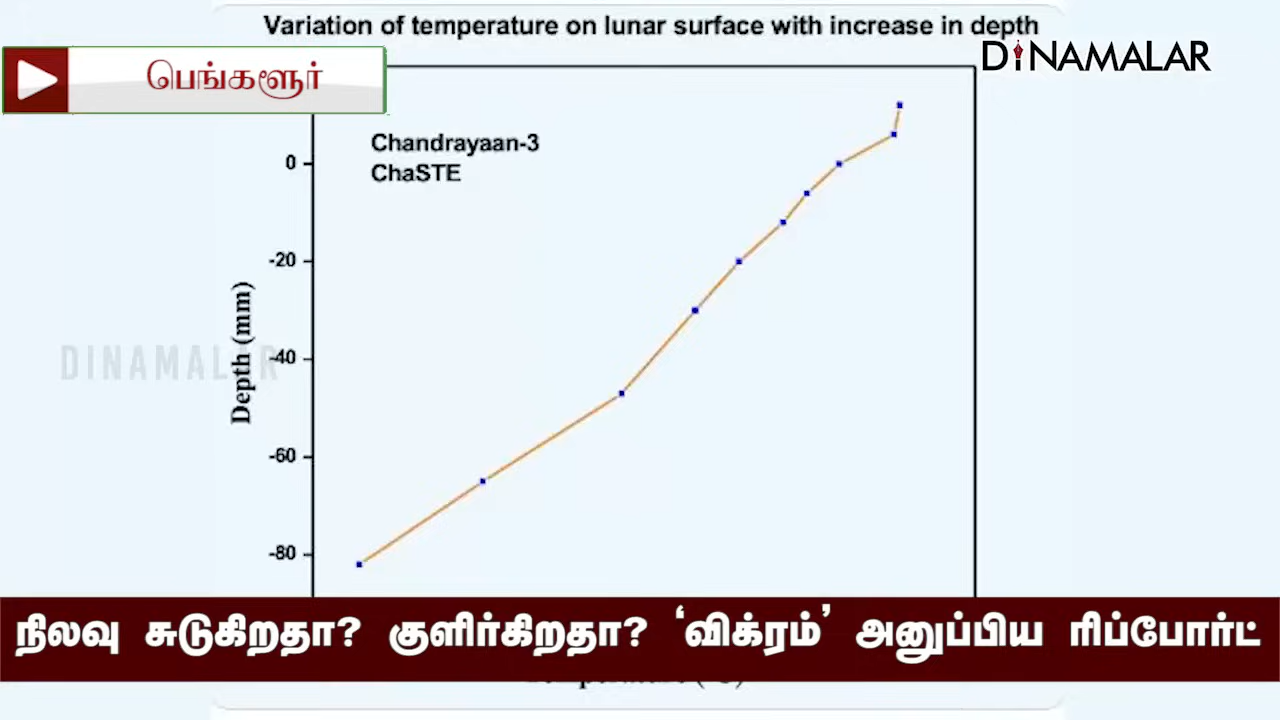 Variation of temperature on lunar surface with increase in depth
DINAMALAR
பெங்களூர்
Chandrayaan-3
ChaSTE
0
-20
-40
-60
-80
Depth (mm)
DINAMALAR
நிலவு சுடுகிறதா? குளிர்கிறதா? ‘விக்ரம்’ அனுப்பிய ரிப்போர்ட்